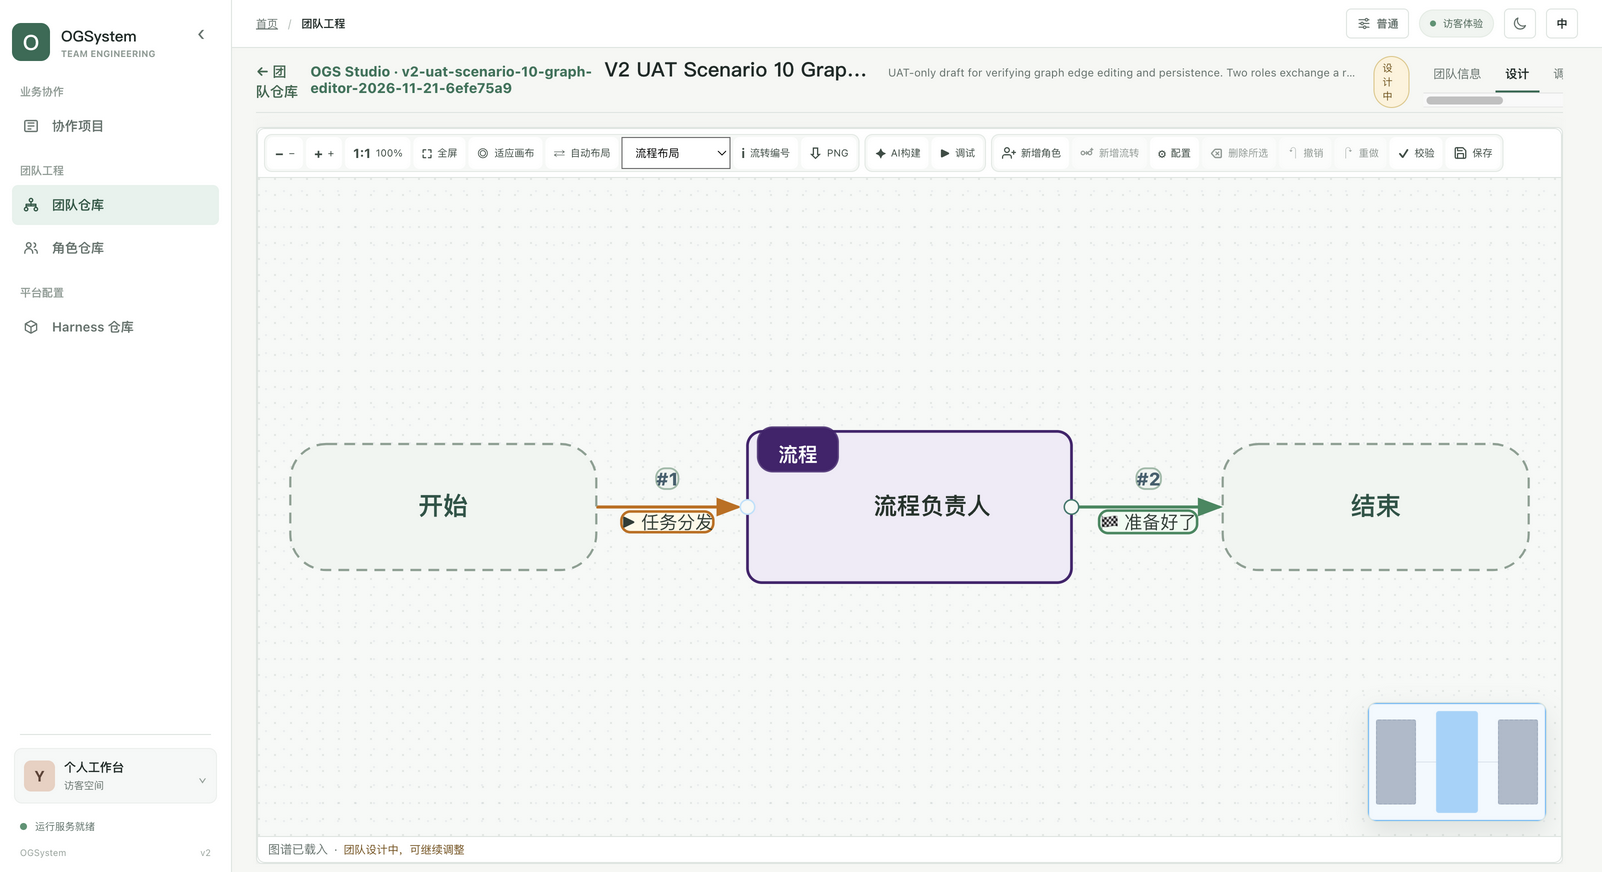 O
OGSystem
TEAM ENGINEERING
业务协作
协作项目
团队工程
团队仓库
角色仓库
平台配置
Harness 仓库
Y
个人工作台
访客空间
运行服务就绪
OGSystem
v2
首页 / 团队工程
普通
访客体验
中
← 团
队仓库
OGS Studio · v2-uat-scenario-10-graph-
editor-2026-11-21-6efe75a9
V2 UAT Scenario 10 Grap...
UAT-only draft for verifying graph edge editing and persistence. Two roles exchange a r...
设
计
中
团队信息
设计
− −
+ +
1:1 100%
全屏
适应画布
自动布局
流程布局
流转编号
PNG
AI构建
调试
新增角色
新增流转
配置
删除所选
撤销
重做
校验
保存
开始
#1
任务分发
流程
流程负责人
#2
准备好了
结束
图谱已载入 · 团队设计中，可继续调整